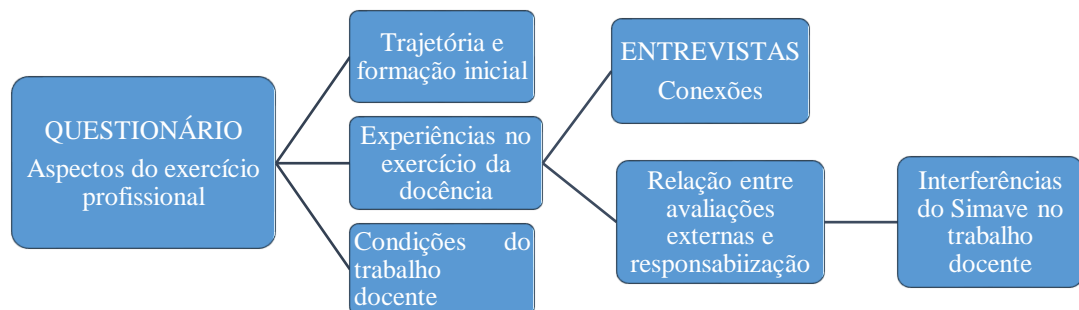 QUESTIONÁRIO
Aspectos do exercício
profissional
Trajetória e
formação inicial
Experiências no
exercício da
docência
Condições do
trabalho
docente
ENTREVISTAS
Conexões
Relação entre
avaliações
externas e
responsabiização
Interferências
do Simave no
trabalho
docente